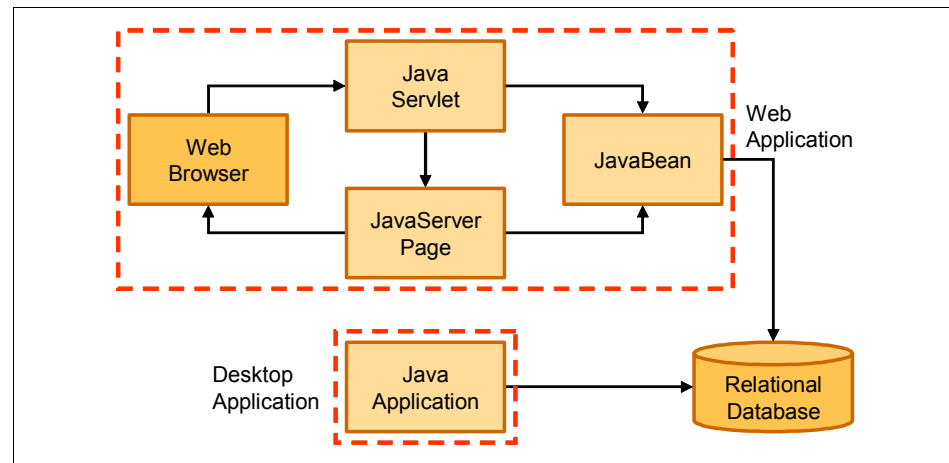 Java
Servlet
Web
Browser
JavaBean
Web
Application
JavaServer
Page
Desktop
Application
Java
Application
Relational
Database